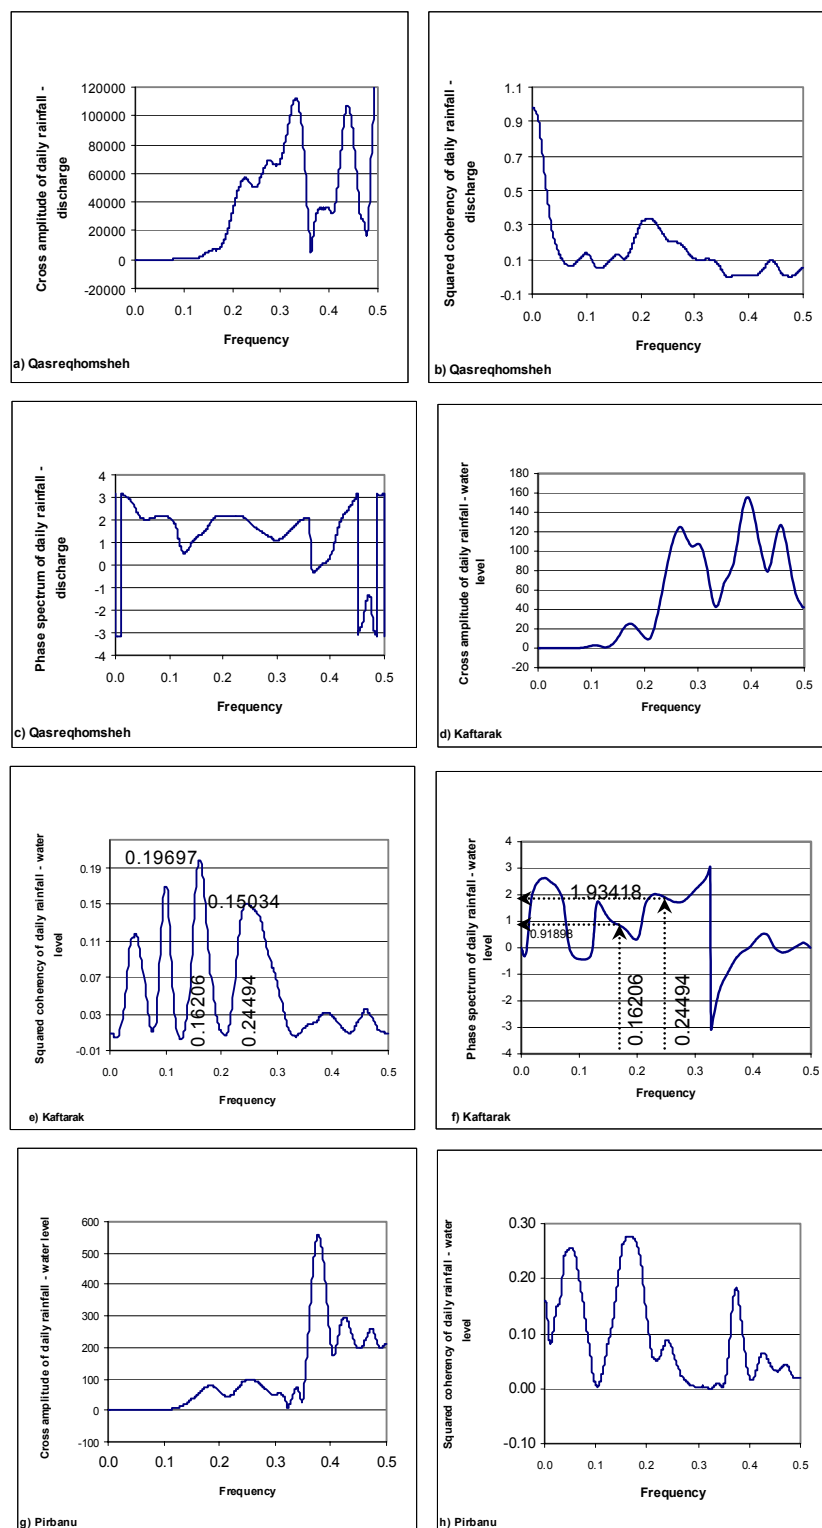 Cross amplitude of daily rainfall -
discharge
120000
100000
80000
60000
40000
20000
0
-20000
0.0 0.1 0.2 0.3 0.4 0.5
Frequency
a) Qasreqhomsheh
Squared coherency of daily rainfall -
discharge
1.1
0.9
0.7
0.5
0.3
0.1
-0.1
0.0 0.1 0.2 0.3 0.4 0.5
Frequency
b) Qasreqhomsheh
Phase spectrum of daily rainfall -
discharge
4
3
2
1
0
-1
-2
-3
-4
0.0 0.1 0.2 0.3 0.4 0.5
Frequency
c) Qasreqhomsheh
Cross amplitude of daily rainfall - water
level
180
160
140
120
100
80
60
40
20
0
-20
0.0 0.1 0.2 0.3 0.4 0.5
Frequency
d) Kaftarak
Squared coherency of daily rainfall - water
level
0.19
0.15
0.11
0.07
0.03
-0.01
0.19697
0.15034
0.16206
0.24494
0.0 0.1 0.2 0.3 0.4 0.5
Frequency
e) Kaftarak
Phase spectrum of daily rainfall - water
level
4
3
2
1
0
-1
-2
-3
-4
1.93418
0.91898
0.16206
0.24494
0.0 0.1 0.2 0.3 0.4 0.5
Frequency
f) Kaftarak
Cross amplitude of daily rainfall - water level
600
500
400
300
200
100
0
-100
0.0 0.1 0.2 0.3 0.4 0.5
Frequency
g) Pirbanu
Squared coherency of daily rainfall - water
level
0.30
0.20
0.10
0.00
-0.10
0.0 0.1 0.2 0.3 0.4 0.5
Frequency
h) Pirbanu